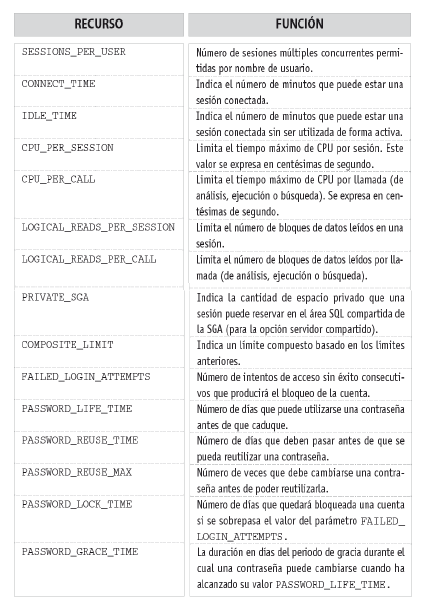 RECURSO FUNCIÓN
SESSIONS_PER_USER Número de sesiones múltiples concurrentes permi-
tidas por nombre de usuario.
CONNECT_TIME Indica el número de minutos que puede estar una
sesión conectada.
IDLE_TIME Indica el número de minutos que puede estar una
sesión conectada sin ser utilizada de forma activa.
CPU_PER_SESSION Limita el tiempo máximo de CPU por sesión. Este
valor se expresa en centésimas de segundo.
CPU_PER_CALL Limita el tiempo máximo de CPU por llamada (de
análisis, ejecución o búsqueda). Se expresa en cen-
tésimas de segundo.
LOGICAL_READS_PER_SESSION Limita el número de bloques de datos leídos en una
sesión.
LOGICAL_READS_PER_CALL Limita el número de bloques de datos leídos por lla-
mada (de análisis, ejecución o búsqueda).
PRIVATE_SGA Indica la cantidad de espacio privado que una
sesión puede reservar en el área SQL compartida de
la SGA (para la opción servidor compartido).
COMPOSITE_LIMIT Indica un límite compuesto basado en los límites
anteriores.
FAILED_LOGIN_ATTEMPTS Número de intentos de acceso sin éxito consecuti-
vos que producirá el bloqueo de la cuenta.
PASSWORD_LIFE_TIME Número de días que puede utilizarse una contraseña
antes de que caduque.
PASSWORD_REUSE_TIME Número de días que deben pasar antes de que se
pueda reutilizar una contraseña.
PASSWORD_REUSE_MAX Número de veces que debe cambiarse una contra-
seña antes de poder reutilizarla.
PASSWORD_LOCK_TIME Número de días que quedará bloqueada una cuenta
si se sobrepasa el valor del parámetro FAILED_
LOGIN_ATTEMPTS.
PASSWORD_GRACE_TIME La duración en días del periodo de gracia durante el
cual una contraseña puede cambiarse cuando ha
alcanzado su valor PASSWORD_LIFE_TIME.